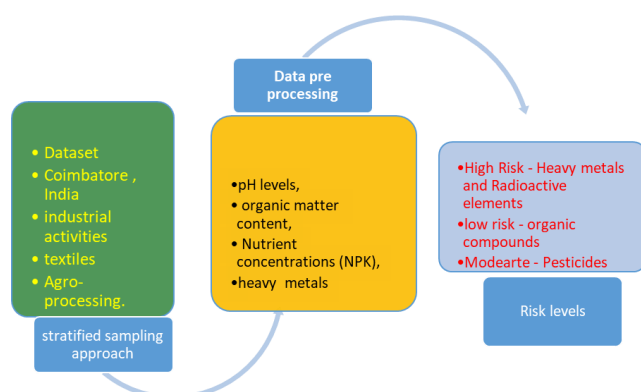 • Dataset
• Coimbatore ,
India
• industrial
activities
• textiles
• Agro-
processing.
stratified sampling
approach
Data pre
processing
•pH levels,
• organic matter
content,
• Nutrient
concentrations (NPK),
•heavy metals
•High Risk - Heavy metals
and Radioactive
elements
•low risk - organic
compounds
•Modearte - Pesticides
Risk levels